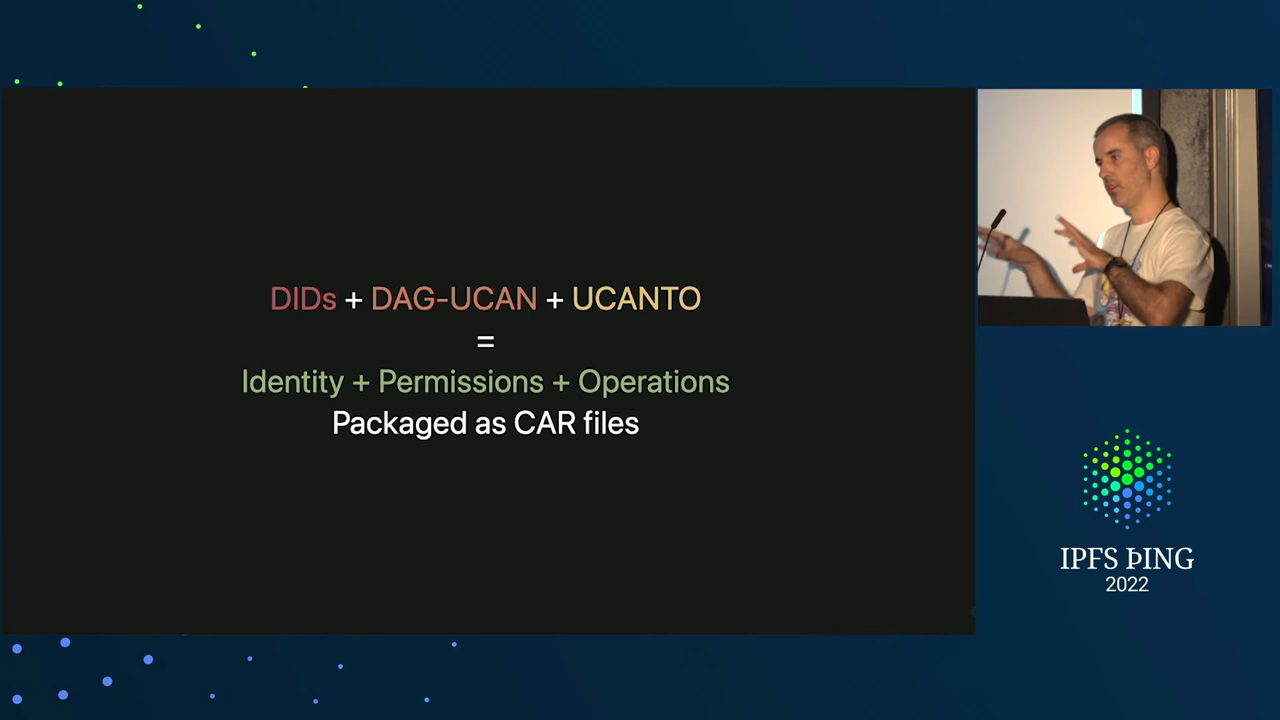 DIDs + DAG-UCAN + UCANTO
=
Identity + Permissions + Operations
Packaged as CAR files
IPFS ÞING
2022